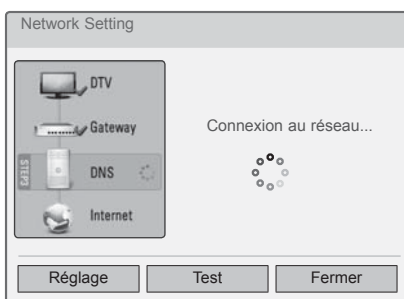 Network Setting
DTV
Gateway
Connexion au réseau...
STEP3
DNS
Internet
Réglage
Test
Fermer